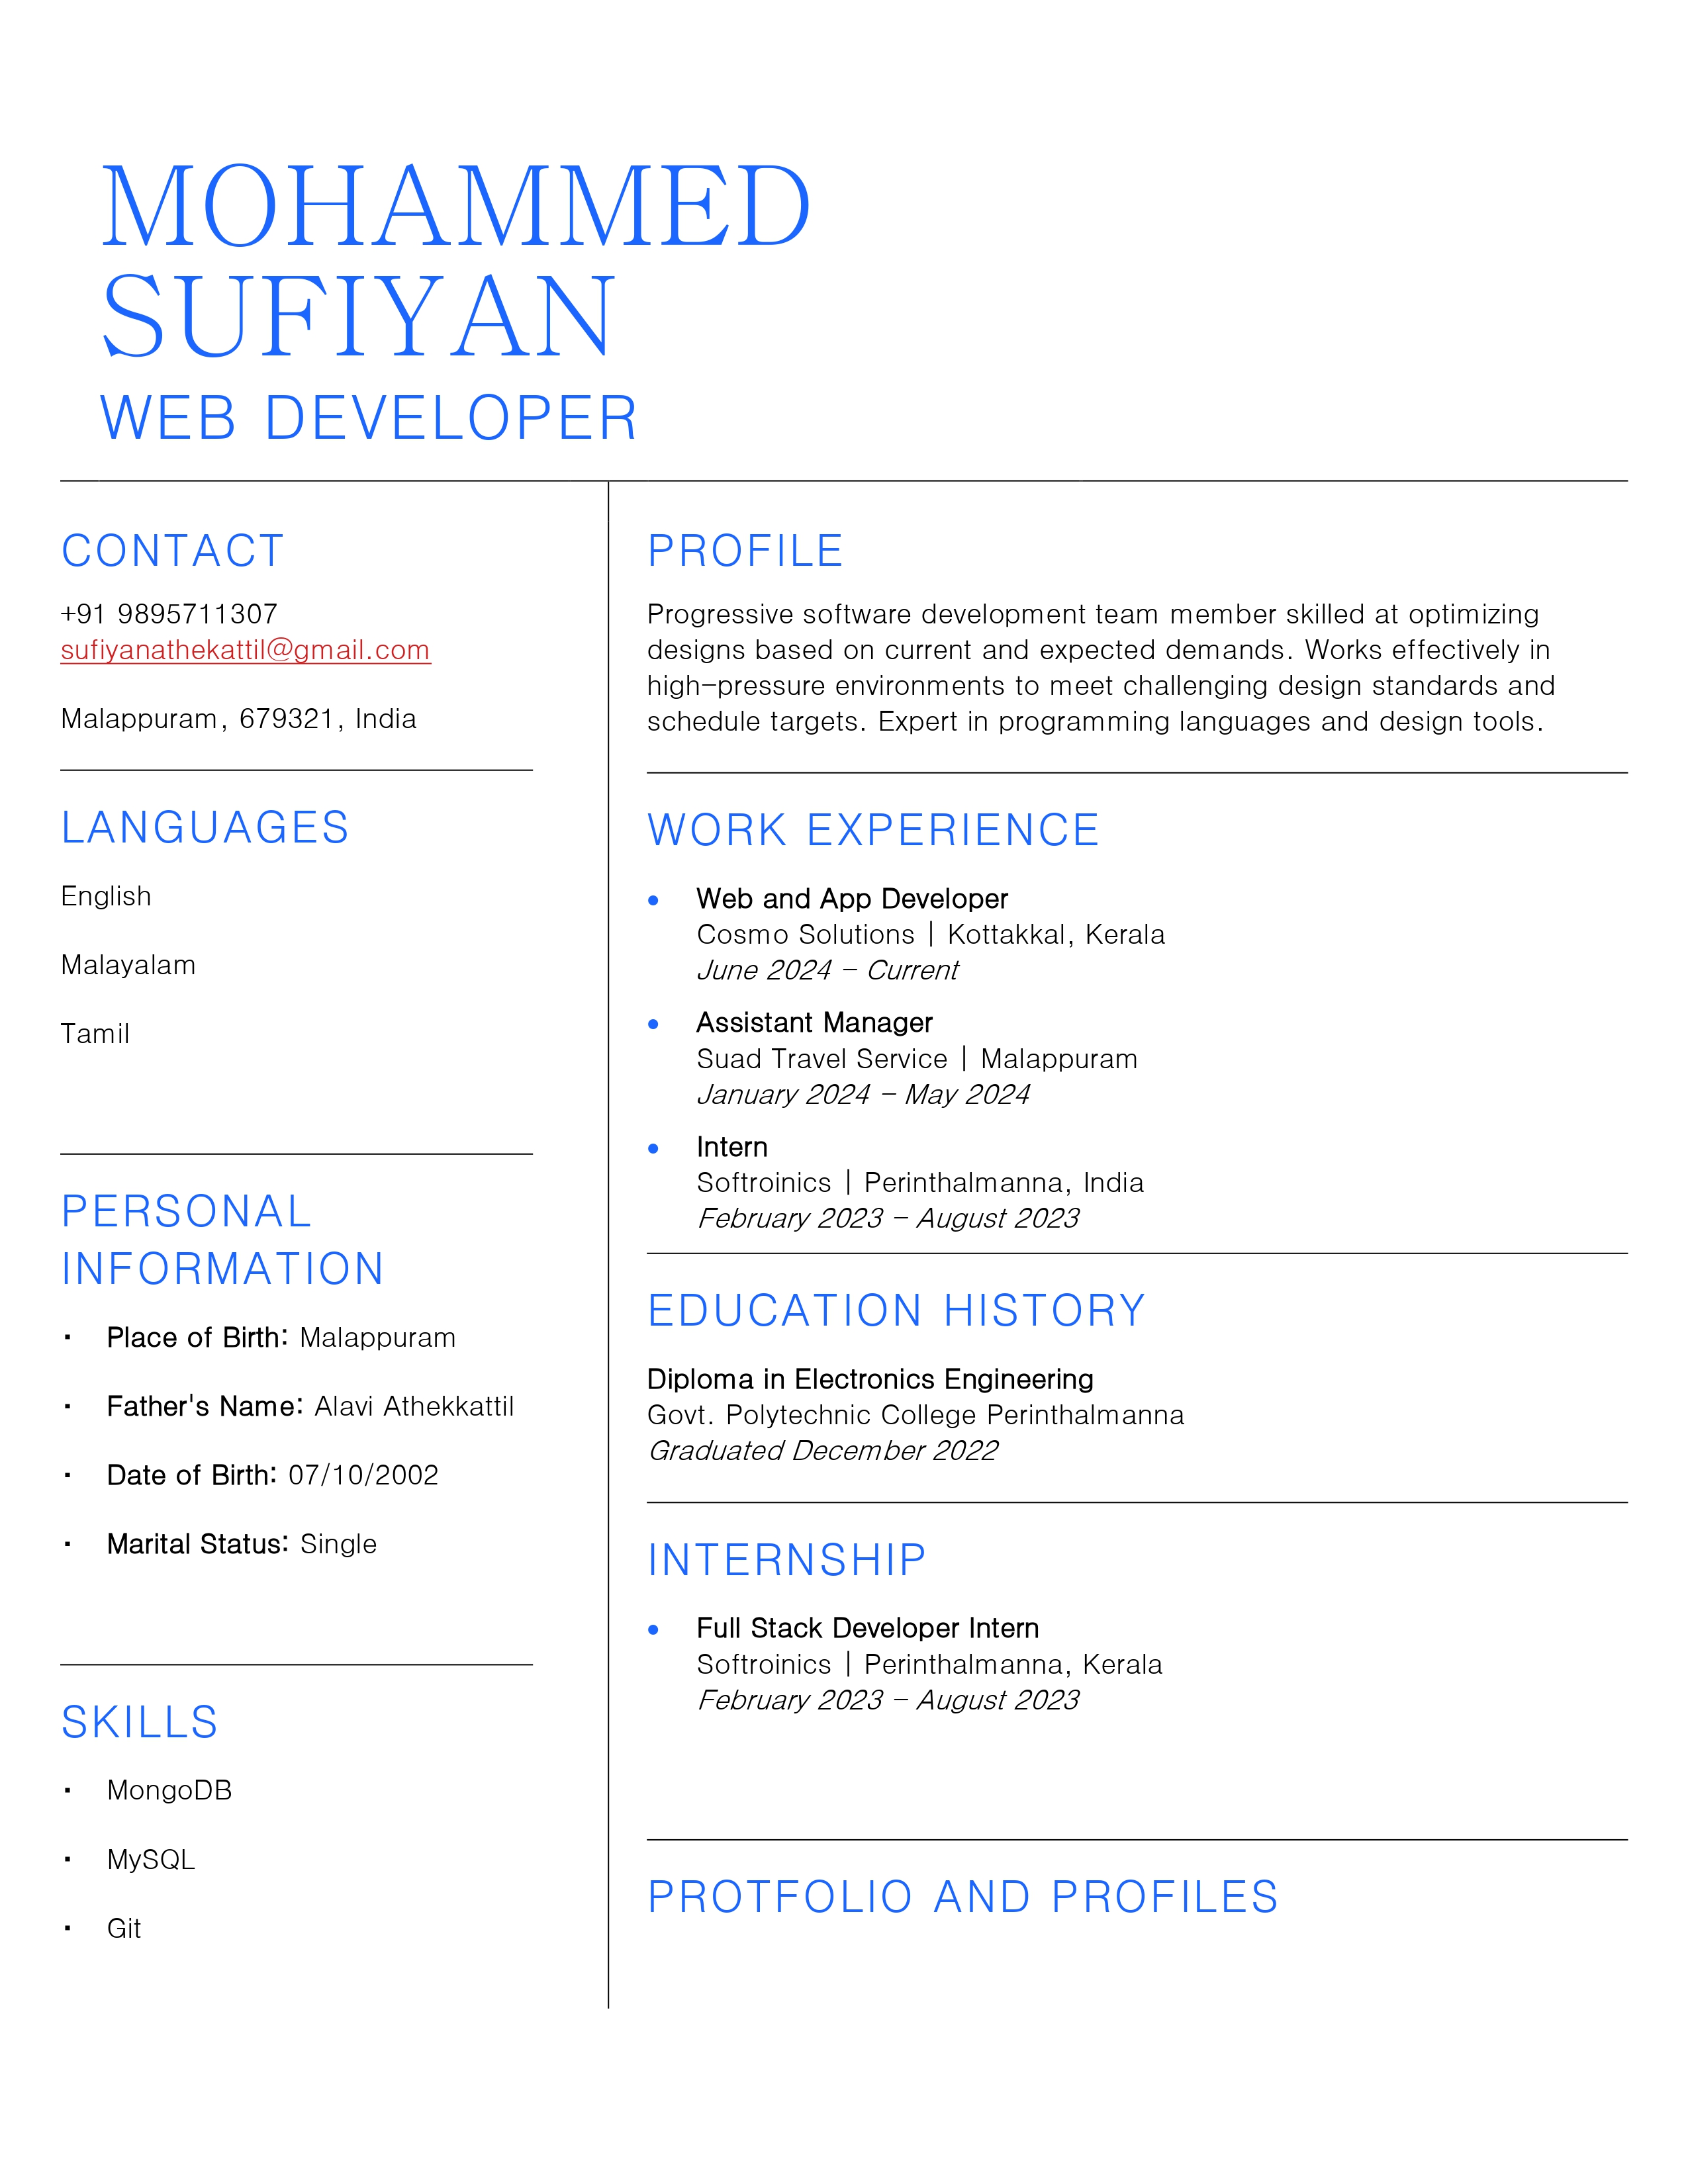 MOHAMMED
SUFIYAN
WEB DEVELOPER
CONTACT
+91 9895711307
sufiyanathekattil@gmail.com
Malappuram, 679321, India
LANGUAGES
English
Malayalam
Tamil
PERSONAL
INFORMATION
▪ Place of Birth: Malappuram
▪ Father's Name: Alavi Athekkattil
▪ Date of Birth: 07/10/2002
▪ Marital Status: Single
SKILLS
▪ MongoDB
▪ MySQL
▪ Git
PROFILE
Progressive software development team member skilled at optimizing
designs based on current and expected demands. Works effectively in
high-pressure environments to meet challenging design standards and
schedule targets. Expert in programming languages and design tools.
WORK EXPERIENCE
• Web and App Developer
Cosmo Solutions | Kottakkal, Kerala
June 2024 – Current
• Assistant Manager
Suad Travel Service | Malappuram
January 2024 – May 2024
• Intern
Softroinics | Perinthalmanna, India
February 2023 – August 2023
EDUCATION HISTORY
Diploma in Electronics Engineering
Govt. Polytechnic College Perinthalmanna
Graduated December 2022
INTERNSHIP
• Full Stack Developer Intern
Softroinics | Perinthalmanna, Kerala
February 2023 – August 2023
PROTFOLIO AND PROFILES